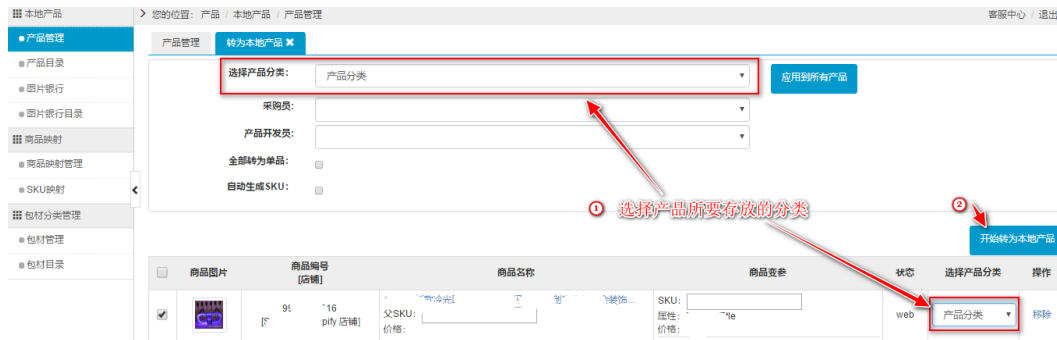 本地产品
您的位置: 产品 / 本地产品 / 产品管理
客服中心 / 退出
产品管理
产品管理
转为本地产品
产品目录
选择产品分类:
产品分类
应用到所有产品
图片银行
采购员:
图片银行目录
产品开发员:
商品映射
全部转为单品:
商品映射管理
自动生成SKU:
SKU映射
① 选择产品所要存放的分类
②
包材分类管理
包材管理
开始转为本地产品
包材目录
商品图片
商品编号
[店铺]
商品名称
商品变参
状态
选择产品分类
操作
SKU:
父SKU:
属性:
web
产品分类
移除
pify 店铺]
价格:
价格: